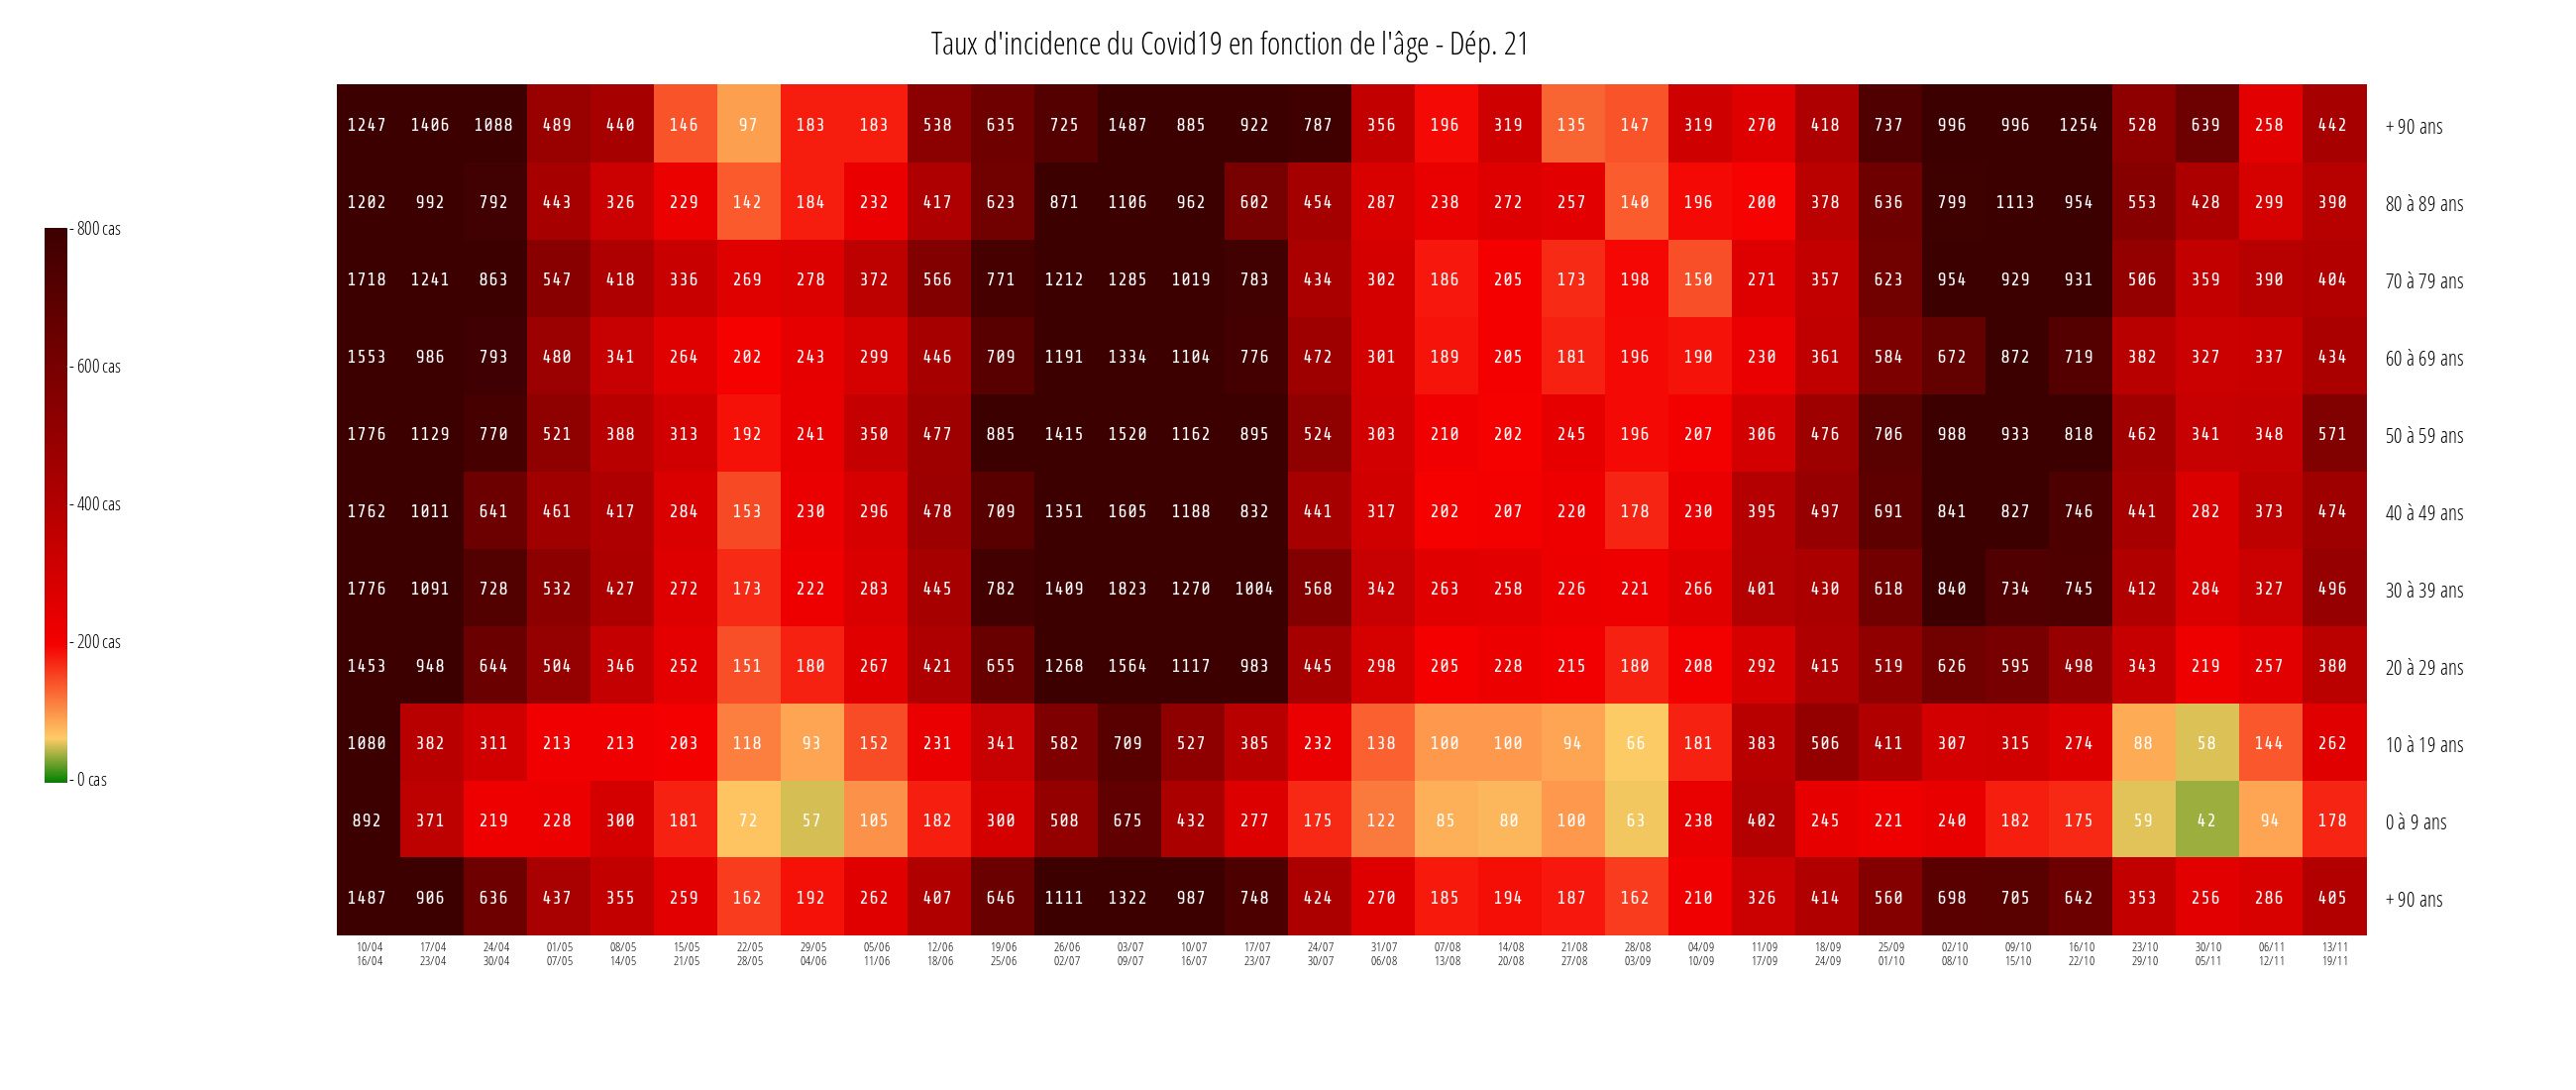 Taux d'incidence du Covid19 en fonction de l'âge - Dép. 21
- 800 cas
- 600 cas
- 400 cas
- 200 cas
- 0 cas
1247 1406 1088 489 440 146 97 183 183 538 635 725 1487 885 922 787 356 196 319 135 147 319 270 418 737 996 996 1254 528 639 258 442 + 90 ans
1202 992 792 443 326 229 142 184 232 417 623 871 1106 962 602 454 287 238 272 257 140 196 200 378 636 799 1113 954 553 428 299 390 80 à 89 ans
1718 1241 863 547 418 336 269 278 372 566 771 1212 1285 1019 783 434 302 186 205 173 198 150 271 357 623 954 929 931 506 359 390 404 70 à 79 ans
1553 986 793 480 341 264 202 243 299 446 709 1191 1334 1104 776 472 301 189 205 181 196 190 230 361 584 672 872 719 382 327 337 434 60 à 69 ans
1776 1129 770 521 388 313 192 241 350 477 885 1415 1520 1162 895 524 303 210 202 245 196 207 306 476 706 988 933 818 462 341 348 571 50 à 59 ans
1762 1011 641 461 417 284 153 230 296 478 709 1351 1605 1188 832 441 317 202 207 220 178 230 395 497 691 841 827 746 441 282 373 474 40 à 49 ans
1776 1091 728 532 427 272 173 222 283 445 782 1409 1823 1270 1004 568 342 263 258 226 221 266 401 430 618 840 734 745 412 284 327 496 30 à 39 ans
1453 948 644 504 346 252 151 180 267 421 655 1268 1564 1117 983 445 298 205 228 215 180 208 292 415 519 626 595 498 343 219 257 380 20 à 29 ans
1080 382 311 213 213 203 118 93 152 231 341 582 709 527 385 232 138 100 100 94 66 181 383 506 411 307 315 274 88 58 144 262 10 à 19 ans
892 371 219 228 300 181 72 57 105 182 300 508 675 432 277 175 122 85 80 100 63 238 402 245 221 240 182 175 59 42 94 178 0 à 9 ans
1487 906 636 437 355 259 162 192 262 407 646 1111 1322 987 748 424 270 185 194 187 162 210 326 414 560 698 705 642 353 256 286 405 + 90 ans
10/04 17/04 24/04 01/05 08/05 15/05 22/05 29/05 05/06 12/06 19/06 26/06 03/07 10/07 17/07 24/07 31/07 07/08 14/08 21/08 28/08 04/09 11/09 18/09 25/09 02/10 09/10 16/10 23/10 30/10 06/11 13/11
16/04 23/04 30/04 07/05 14/05 21/05 28/05 04/06 11/06 18/06 25/06 02/07 09/07 16/07 23/07 30/07 06/08 13/08 20/08 27/08 03/09 10/09 17/09 24/09 01/10 08/10 15/10 22/10 29/10 05/11 12/11 19/11